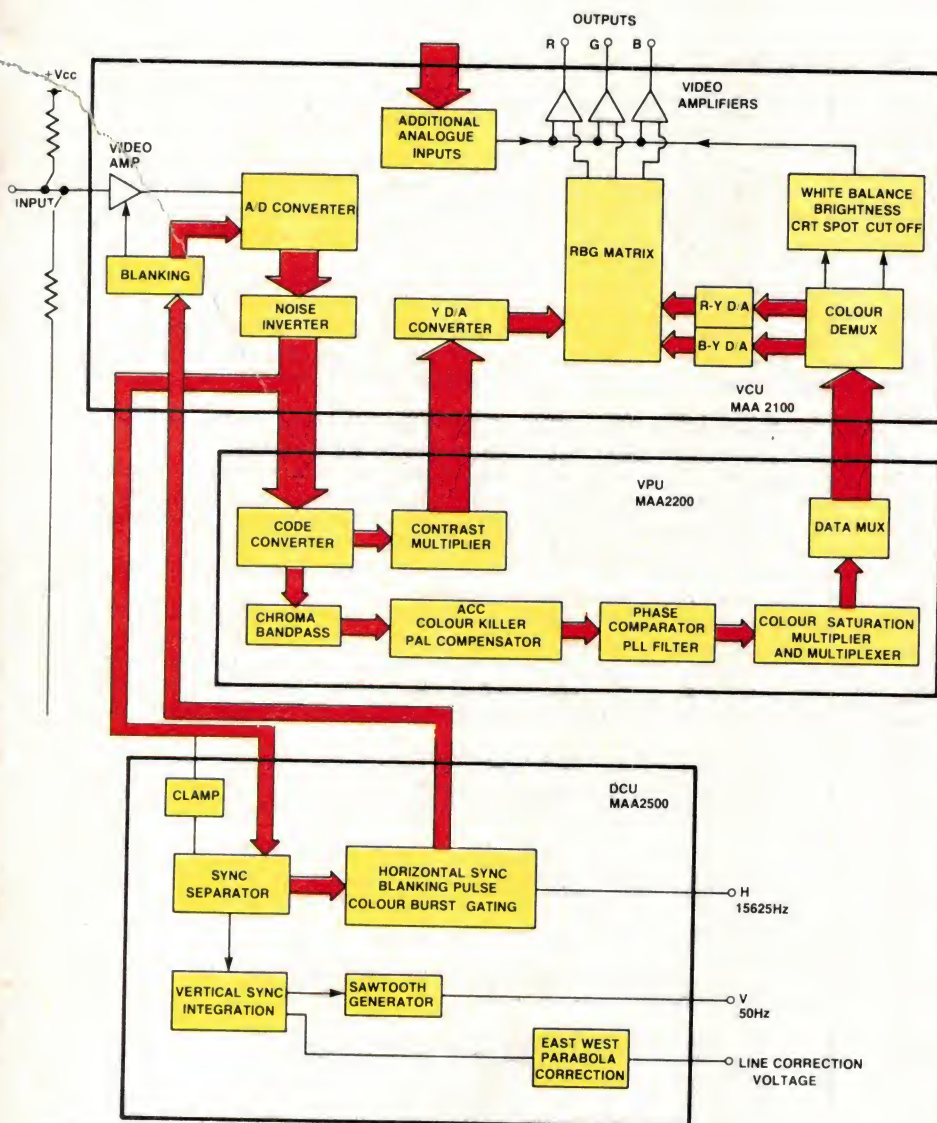 OUTPUTS
R G B
+Vcc
VIDEO
AMPLIFIERS
ADDITIONAL
ANALOGUE
INPUTS
VIDEO
AMP
INPUT
A/D CONVERTER
WHITE BALANCE
BRIGHTNESS
CRT SPOT CUT OFF
RBG MATRIX
BLANKING
NOISE
INVERTER
Y D/A
CONVERTER
R-Y D/A
B-Y D/A
COLOUR
DEMUX
VCU
MAA 2100
VPU
MAA2200
CODE
CONVERTER
CONTRAST
MULTIPLIER
DATA MUX
CHROMA
BANDPASS
ACC
COLOUR KILLER
PAL COMPENSATOR
PHASE
COMPARATOR
PLL FILTER
COLOUR SATURATION
MULTIPLIER
AND MULTIPLEXER
DCU
MAA2500
CLAMP
SYNC
SEPARATOR
HORIZONTAL SYNC
BLANKING PULSE
COLOUR BURST GATING
H
15625Hz
VERTICAL SYNC
INTEGRATION
SAWTOOTH
GENERATOR
V
50Hz
EAST WEST
PARABOLA
CORRECTION
LINE CORRECTION
VOLTAGE